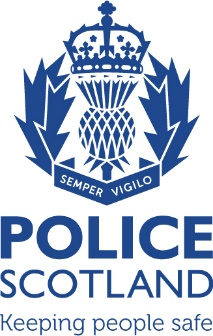 SEMPER VIGILO
POLICE
SCOTLAND
Keeping people safe